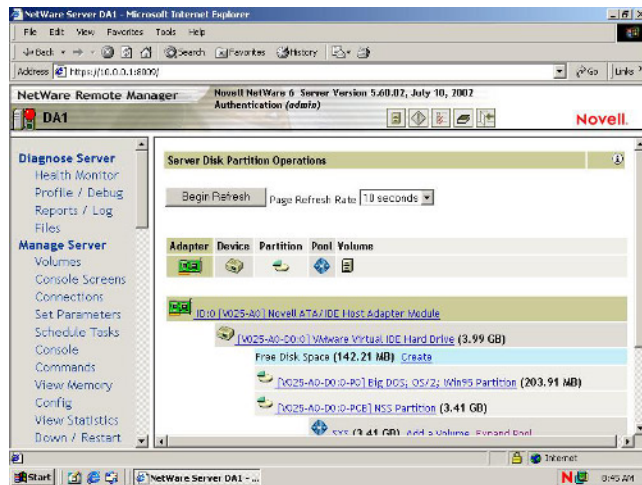 NetWare Server DA1 - Microsoft Internet Explorer
File Edit View Favorites Tools Help
Back Search Favorites History
Address https://10.0.0.1:8009/ Go Links
NetWare Remote Manager
Novell NetWare 6 Server Version 5.60.02, July 10, 2002
Authentication (admin)
DA1
Novell.
Diagnose Server
Health Monitor
Profile / Debug
Reports / Log
Files
Manage Server
Volumes
Console Screens
Connections
Set Parameters
Schedule Tasks
Console
Commands
View Memory
Config
View Statistics
Down / Restart
Server Disk Partition Operations
Begin Refresh Page Refresh Rate 10 seconds
Adapter Device Partition Pool Volume
ID:0 [V025-A0] Novell ATA/IDE Host Adapter Module
[V025-A0-D0:0] VMware Virtual IDE Hard Drive (3.99 GB)
Free Disk Space (142.21 MB) Create
[V025-A0-D0:0-P0] Big DOS; OS/2; Win95 Partition (203.91 MB)
[V025-A0-D0:0-PCB] NSS Partition (3.41 GB)
SYS (3.41 GB) Add a Volume Expand Pool
Internet
Start NetWare Server DA1 - ... 8:45 AM